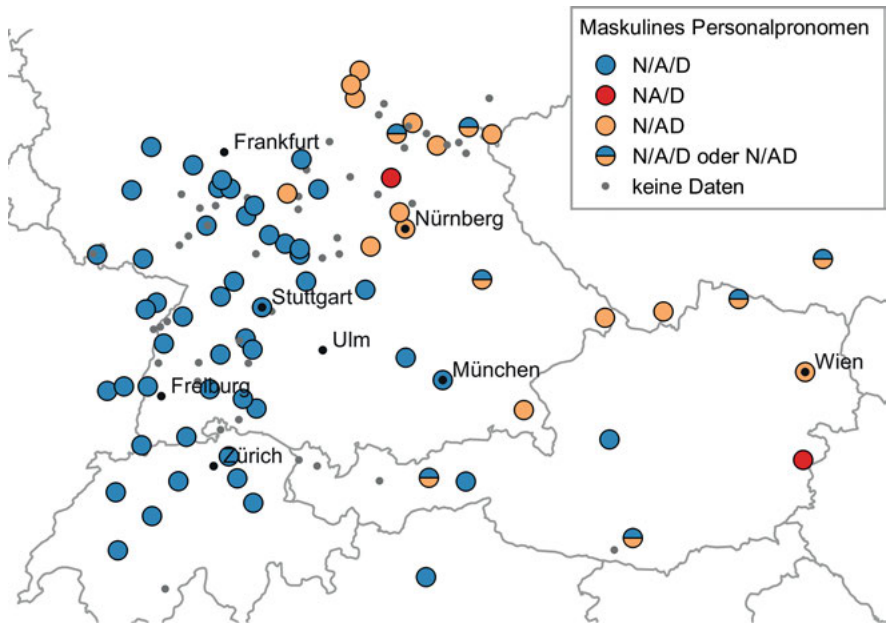 Maskulines Personalpronomen
N/A/D
NA/D
N/AD
N/A/D oder N/AD
keine Daten
Frankfurt
Nürnberg
Stuttgart
Ulm
München
Wien
Freiburg
Zürich